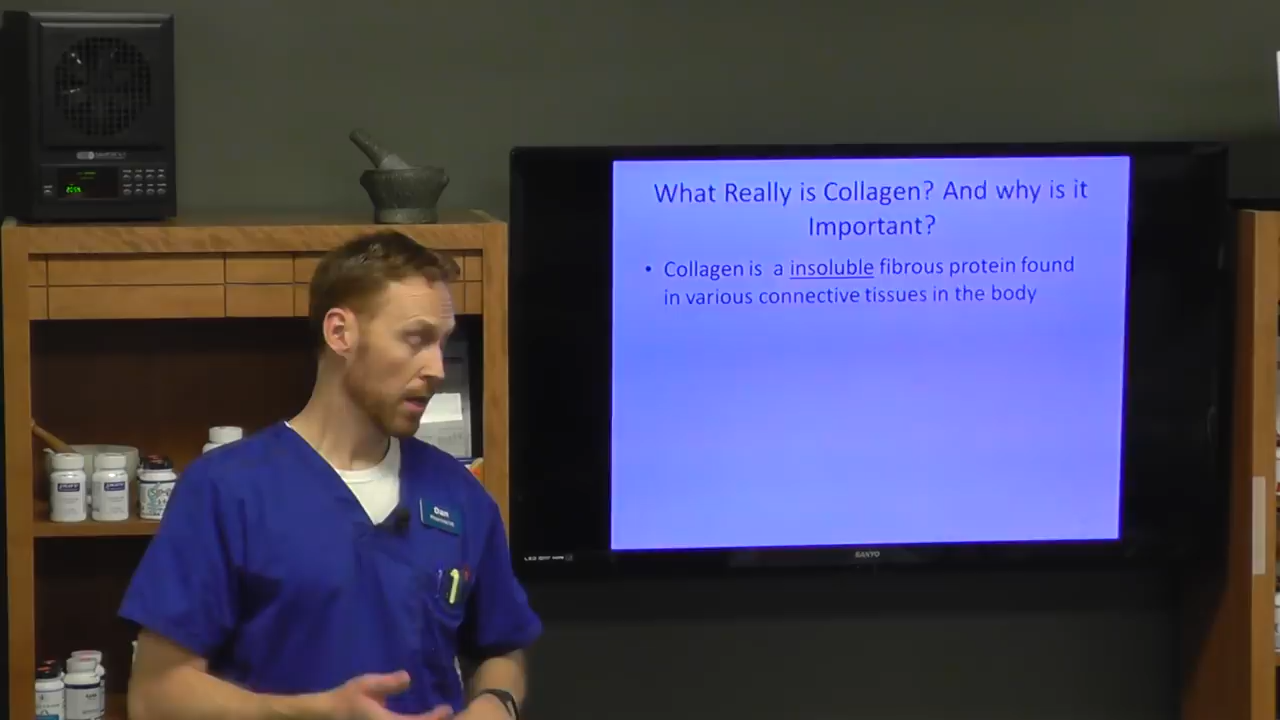 What Really is Collagen? And why is it
Important?
• Collagen is a insoluble fibrous protein found
in various connective tissues in the body
Dan
SANYO